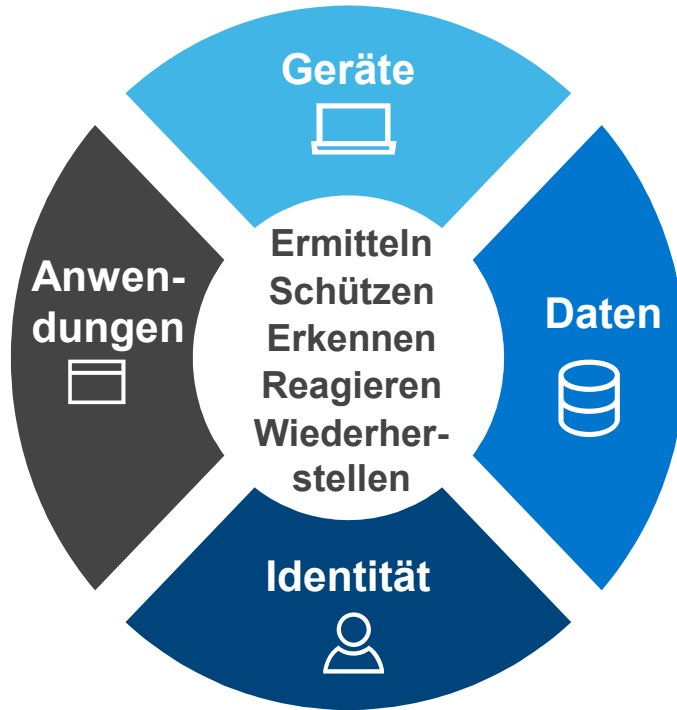 Geräte
Ermitteln
Schützen
Erkennen
Reagieren
Wiederher-
stellen
Anwen-
dungen
Daten
Identität